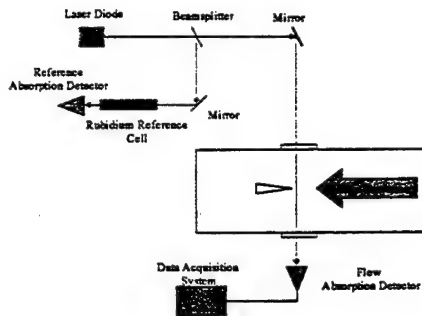 Laser Diode
Beamsplitter
Mirror
Reference
Absorption Detector
Mirror
Rubidium Reference
Cell
Data Acquisition
System
Flow
Absorption Detector